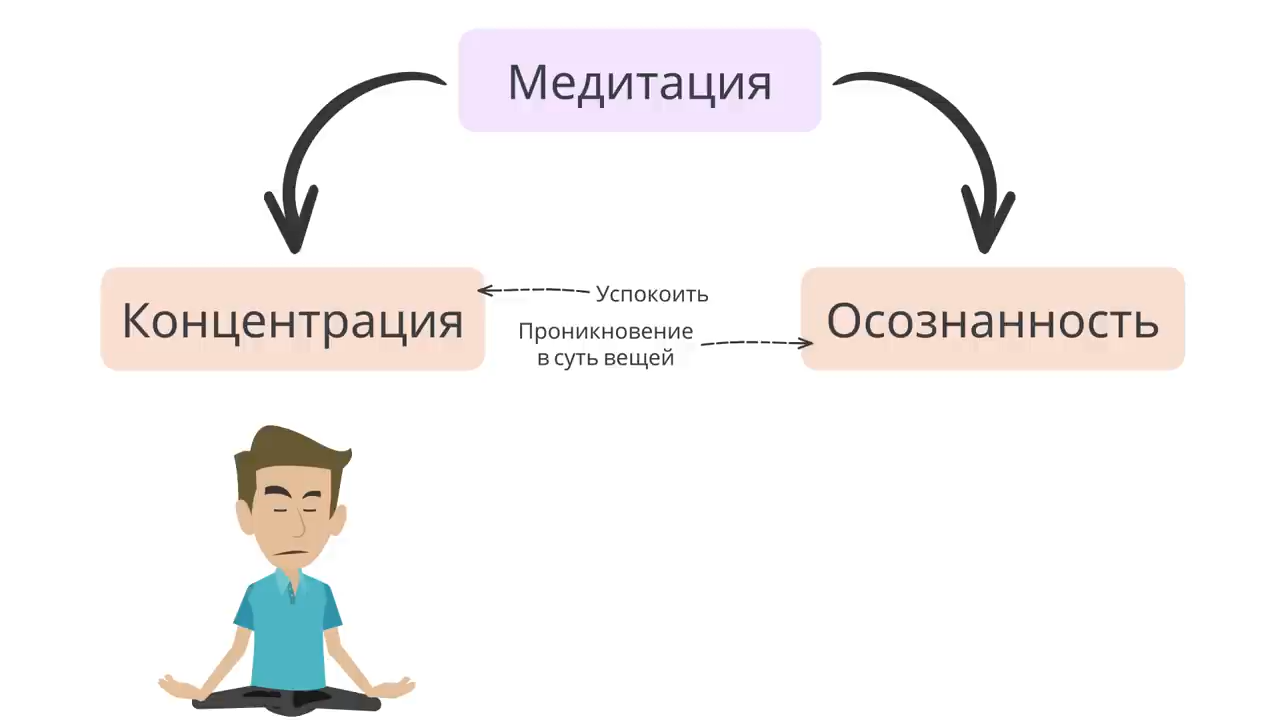 Медитация
Концентрация
Успокоить
Проникновение
в суть вещей
Осознанность